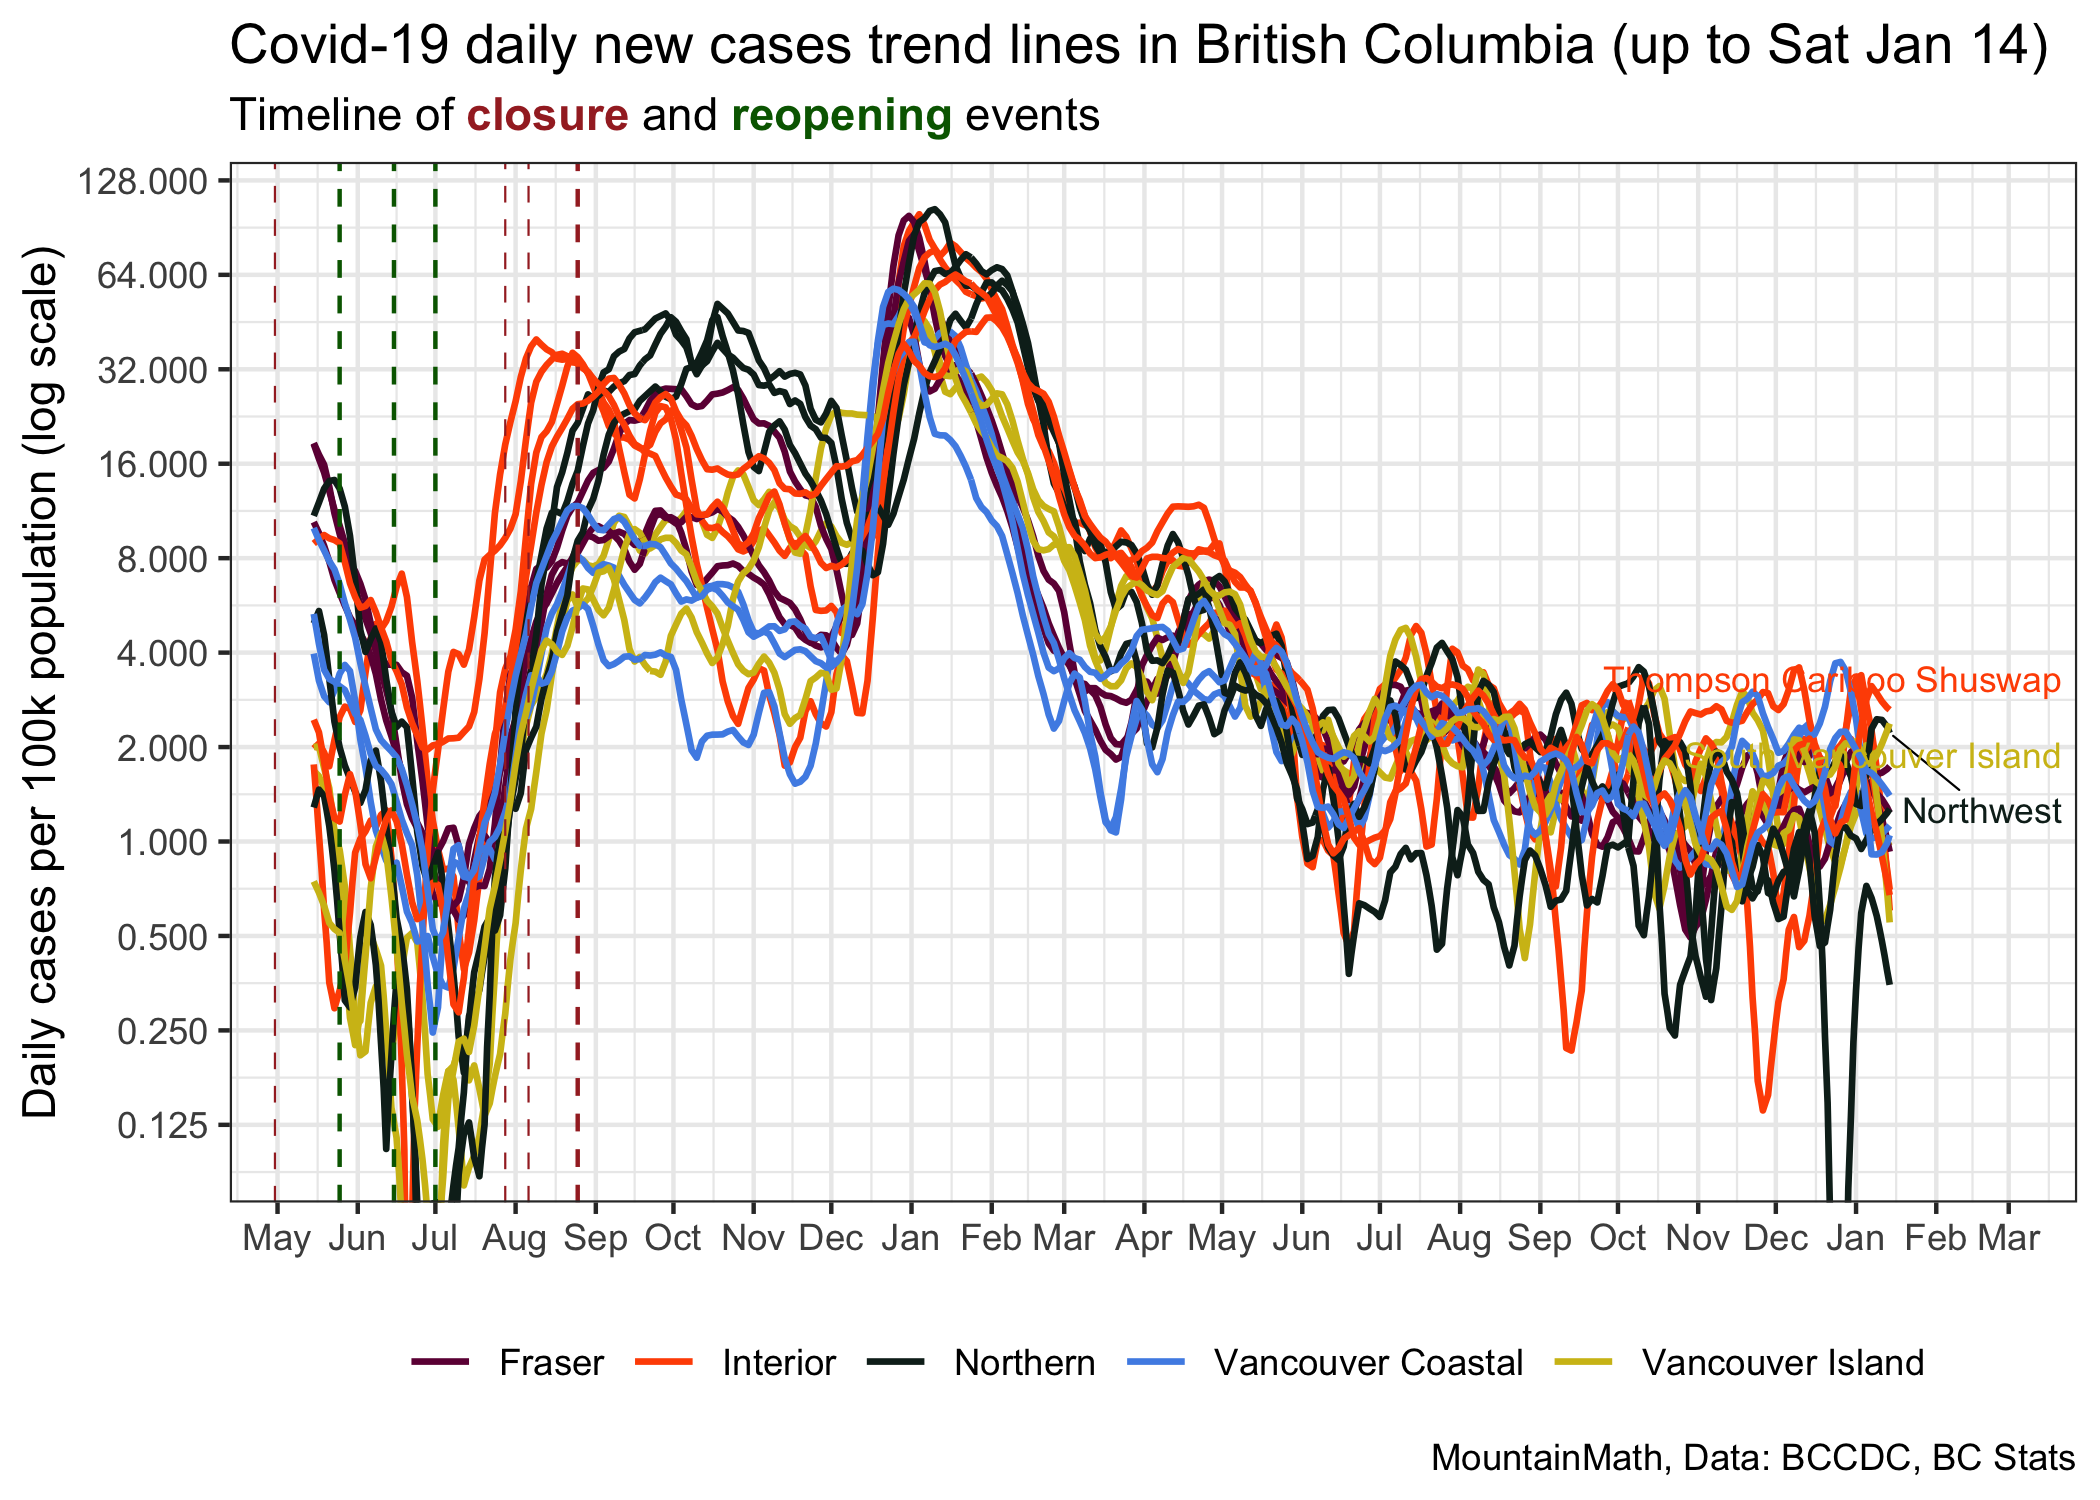 Covid-19 daily new cases trend lines in British Columbia (up to Sat Jan 14)
Timeline of closure and reopening events
Daily cases per 100k population (log scale)
128.000
64.000
32.000
16.000
8.000
4.000
2.000
1.000
0.500
0.250
0.125
Thompson Cariboo Shuswap
South Vancouver Island
Northwest
May Jun Jul Aug Sep Oct Nov Dec Jan Feb Mar Apr May Jun Jul Aug Sep Oct Nov Dec Jan Feb Mar
Fraser Interior Northern Vancouver Coastal Vancouver Island
MountainMath, Data: BCCDC, BC Stats